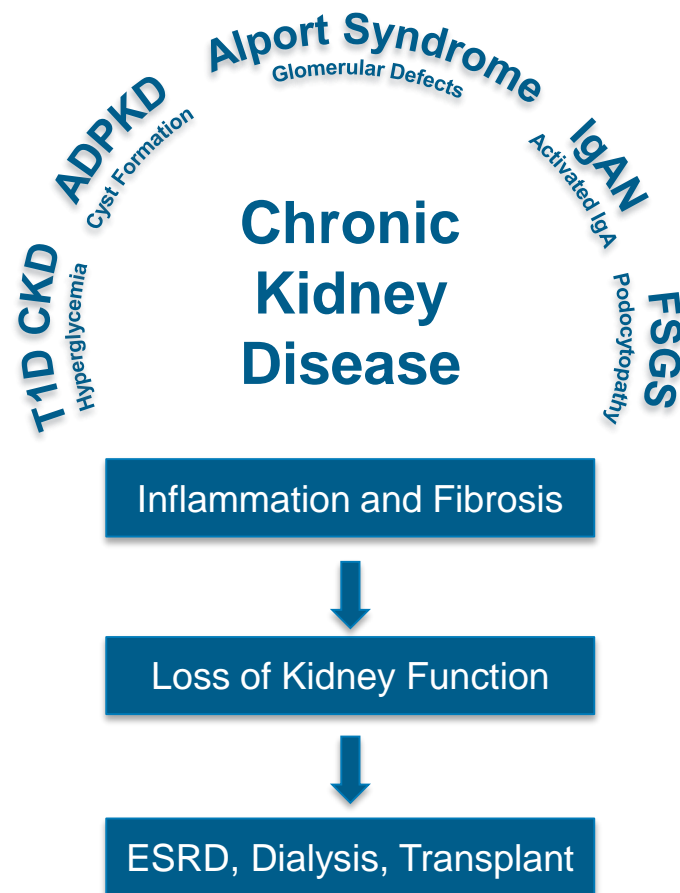 T1D CKD
Hyperglycemia
ADPKD
Cyst Formation
Alport Syndrome
Glomerular Defects
IgAN
Activated IgA
FSGS
Podocytopathy
Chronic
Kidney
Disease
Inflammation and Fibrosis
Loss of Kidney Function
ESRD, Dialysis, Transplant